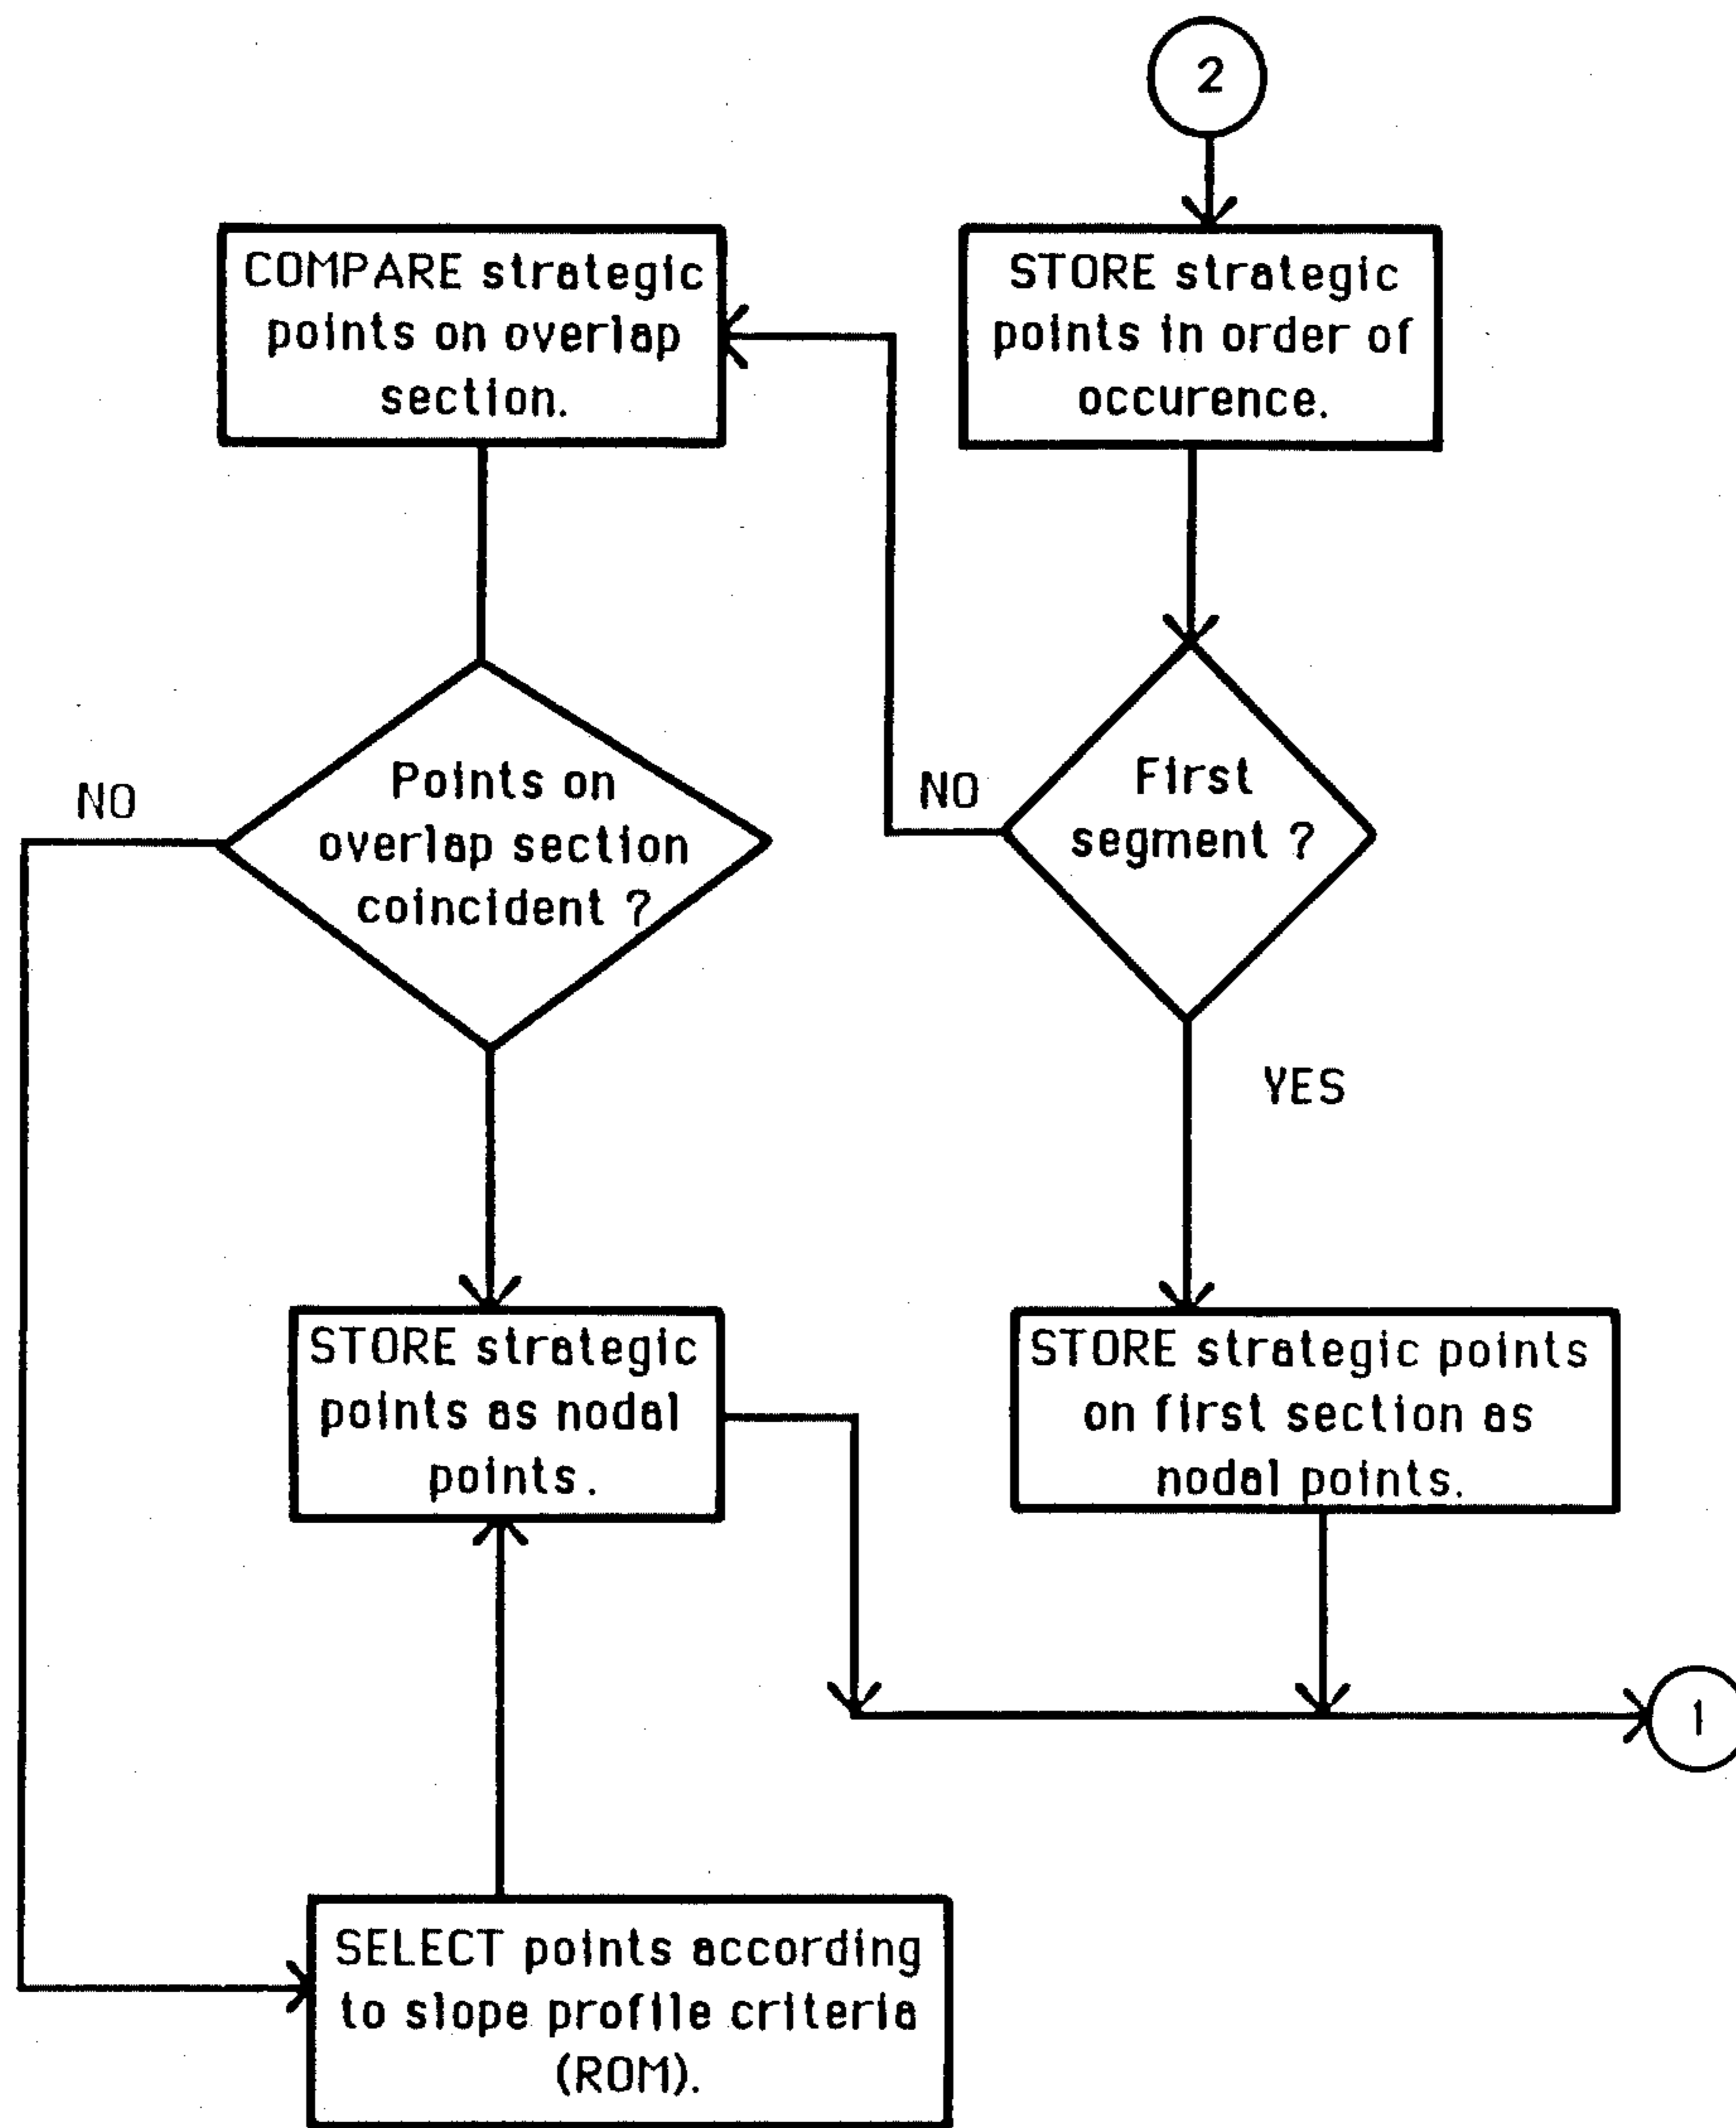 2
STORE strategic
points in order of
occurence.
COMPARE strategic
points on overlap
section.
First
segment ?
NO
YES
Points on
overlap section
coincident ?
NO
STORE strategic
points as nodal
points.
STORE strategic points
on first section as
nodal points.
1
SELECT points according
to slope profile criteria
(ROM).